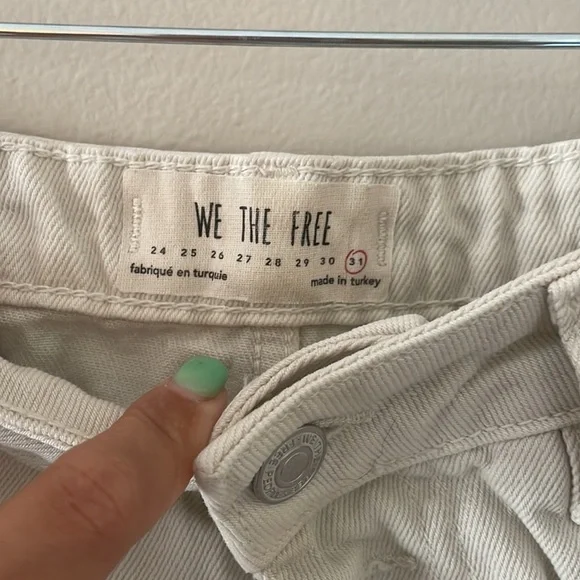 WE THE FREE
24 25 26 27 28 29 30 31
fabriqué en turquie
made in turkey